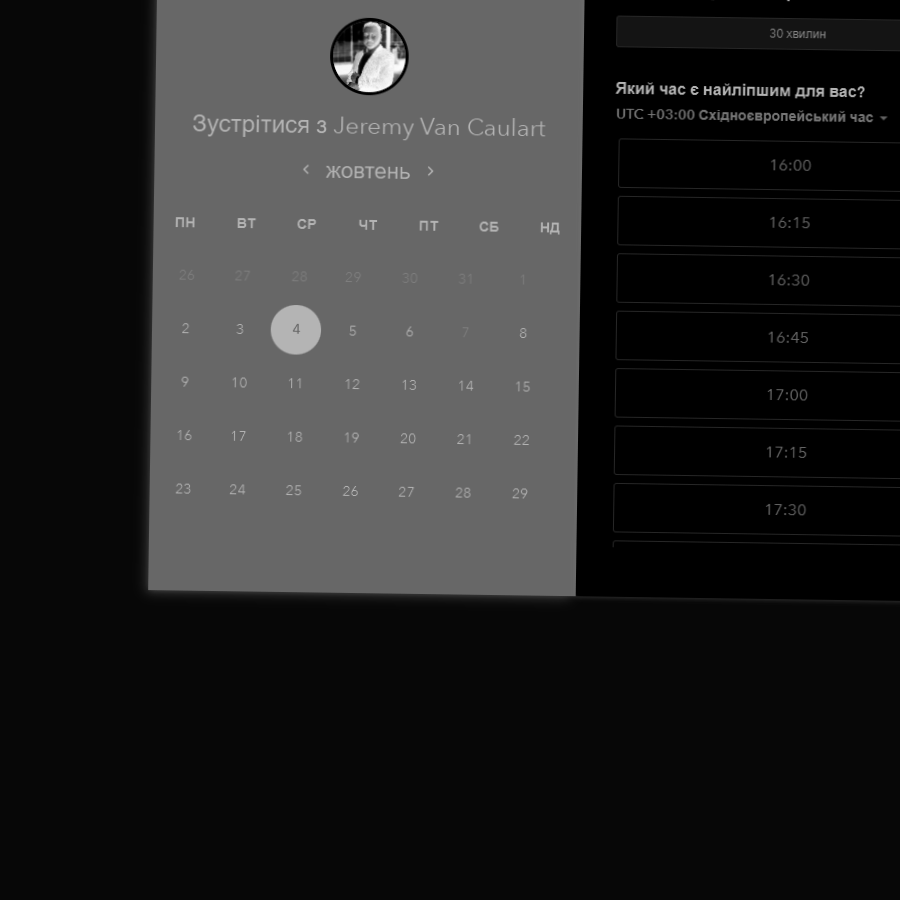 Зустрітися з Jeremy Van Caulart
жовтень
ПН ВТ СР ЧТ ПТ СБ НД
26 27 28 29 30 31 1
2 3 4 5 6 7 8
9 10 11 12 13 14 15
16 17 18 19 20 21 22
23 24 25 26 27 28 29
30 хвилин
Який час є найліпшим для вас?
UTC +03:00 Східноєвропейський час
16:00
16:15
16:30
16:45
17:00
17:15
17:30